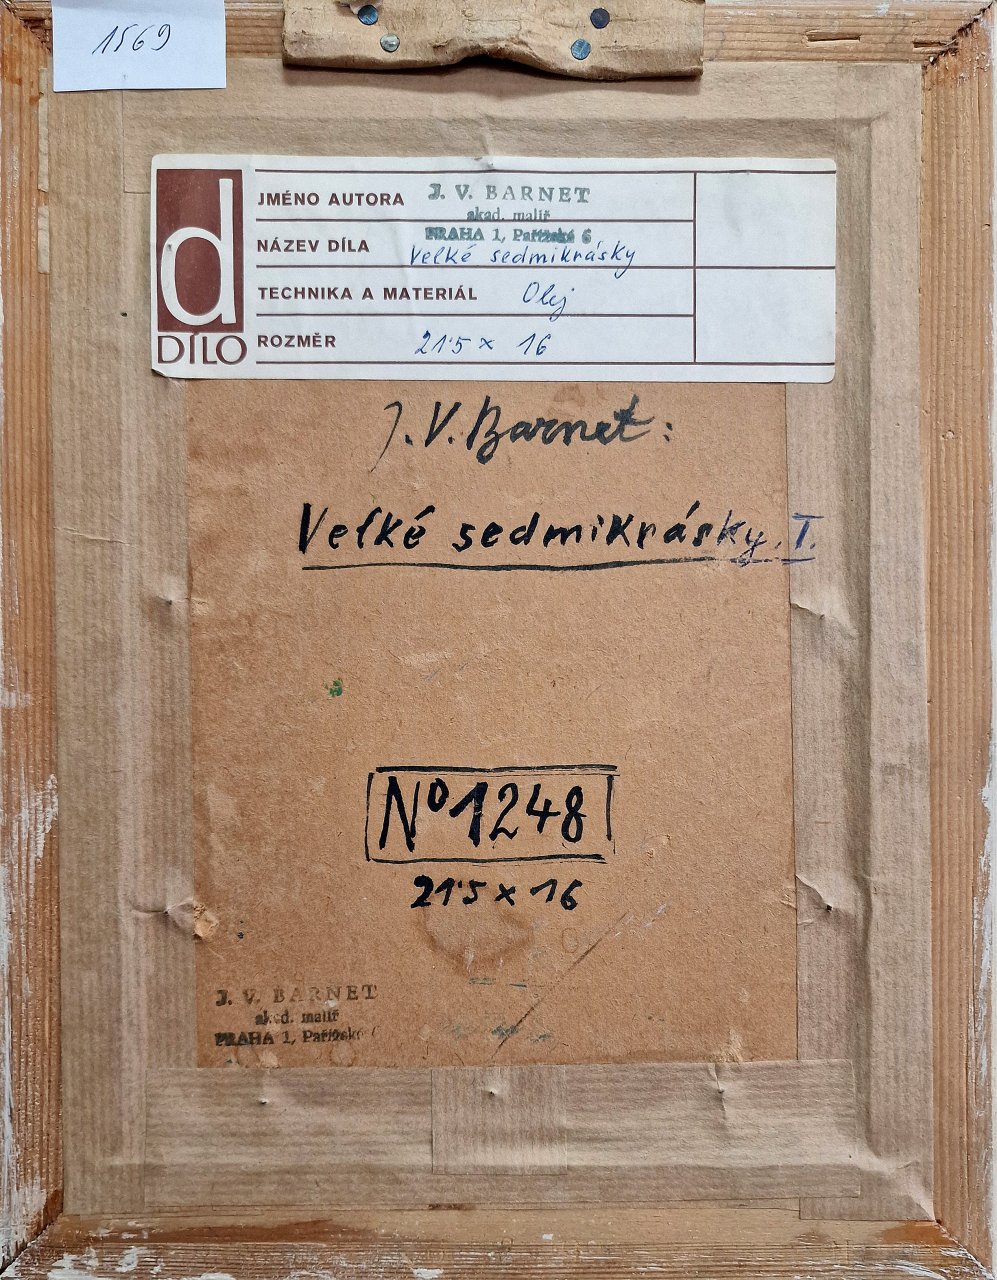 1569
d
DÍLO
JMÉNO AUTORA
J. V. BARNET
akad. malíř
PRAHA 1, Pařížská 6
NÁZEV DÍLA
Velké sedmikrásky
TECHNIKA A MATERIÁL
Olej
ROZMĚR
21·5 x 16
J. V. Barnet:
Velké sedmikrásky. I.
Nº 1248
21·5 x 16
J. V. BARNET
akad. malíř
PRAHA 1, Pařížská 6